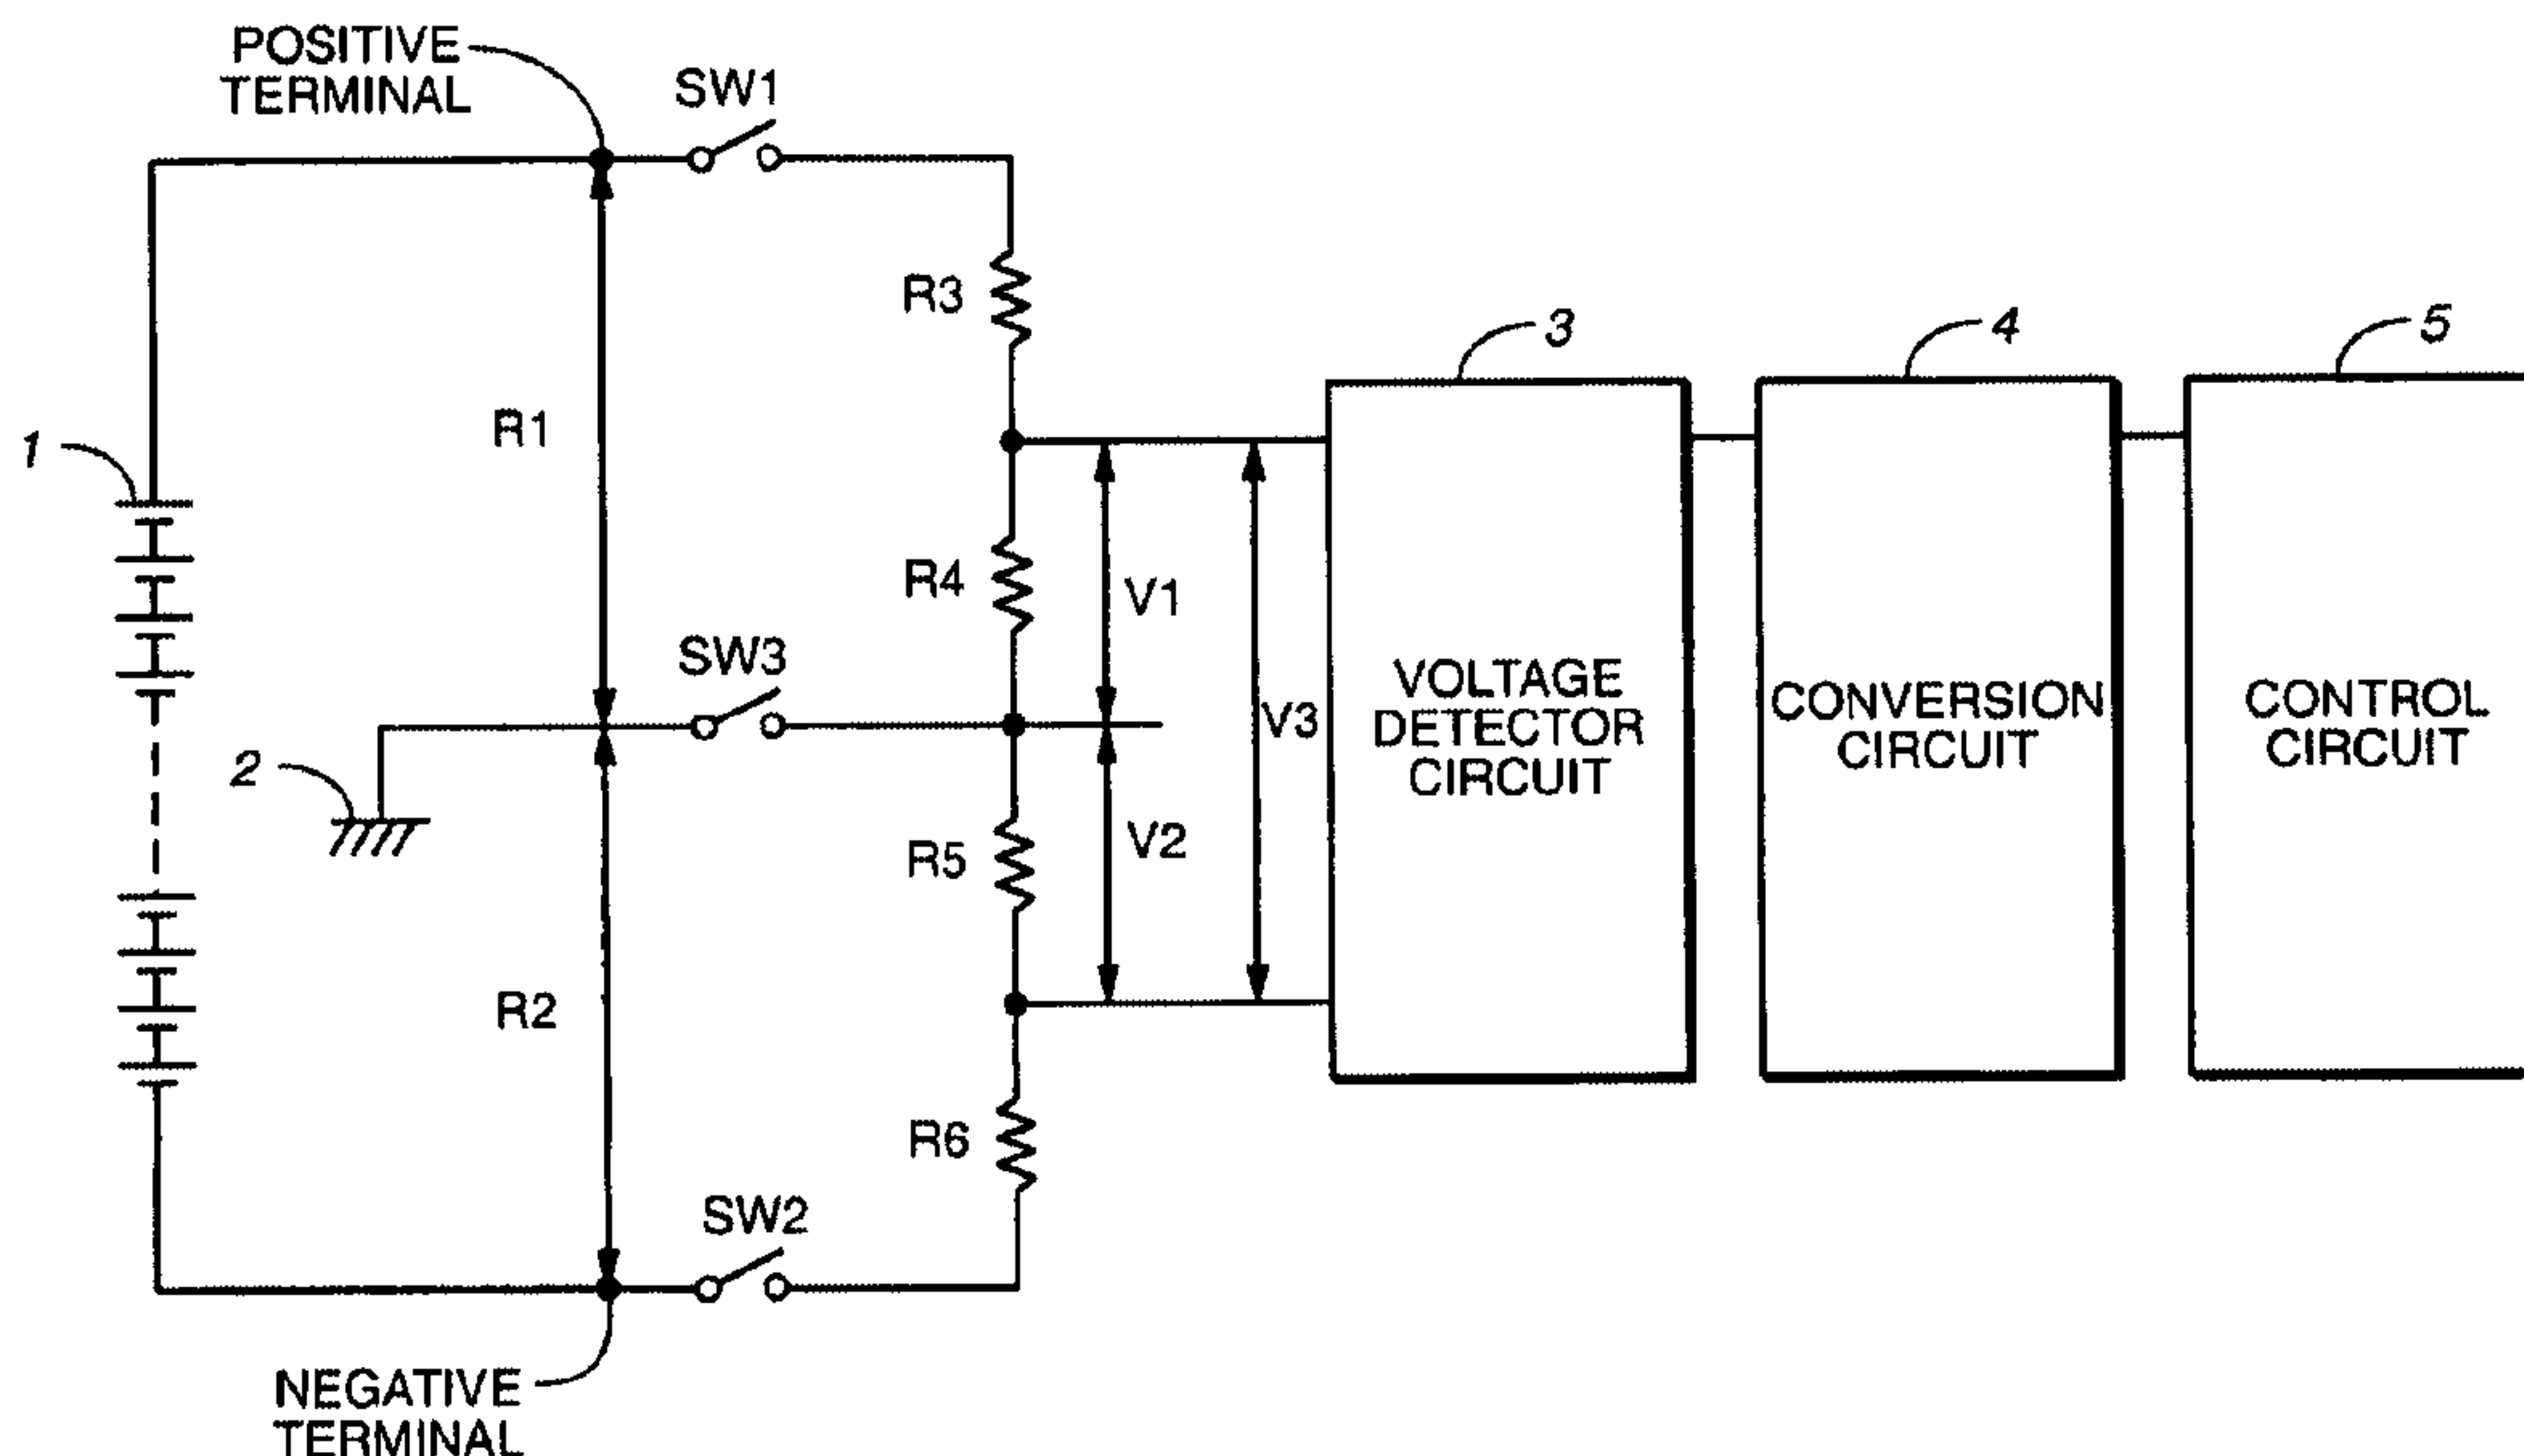 POSITIVE
TERMINAL
SW1
R3
R1
1
R4
V1
SW3
V3
2
R5
V2
R2
R6
SW2
NEGATIVE
TERMINAL
3
VOLTAGE
DETECTOR
CIRCUIT
4
CONVERSION
CIRCUIT
5
CONTROL
CIRCUIT